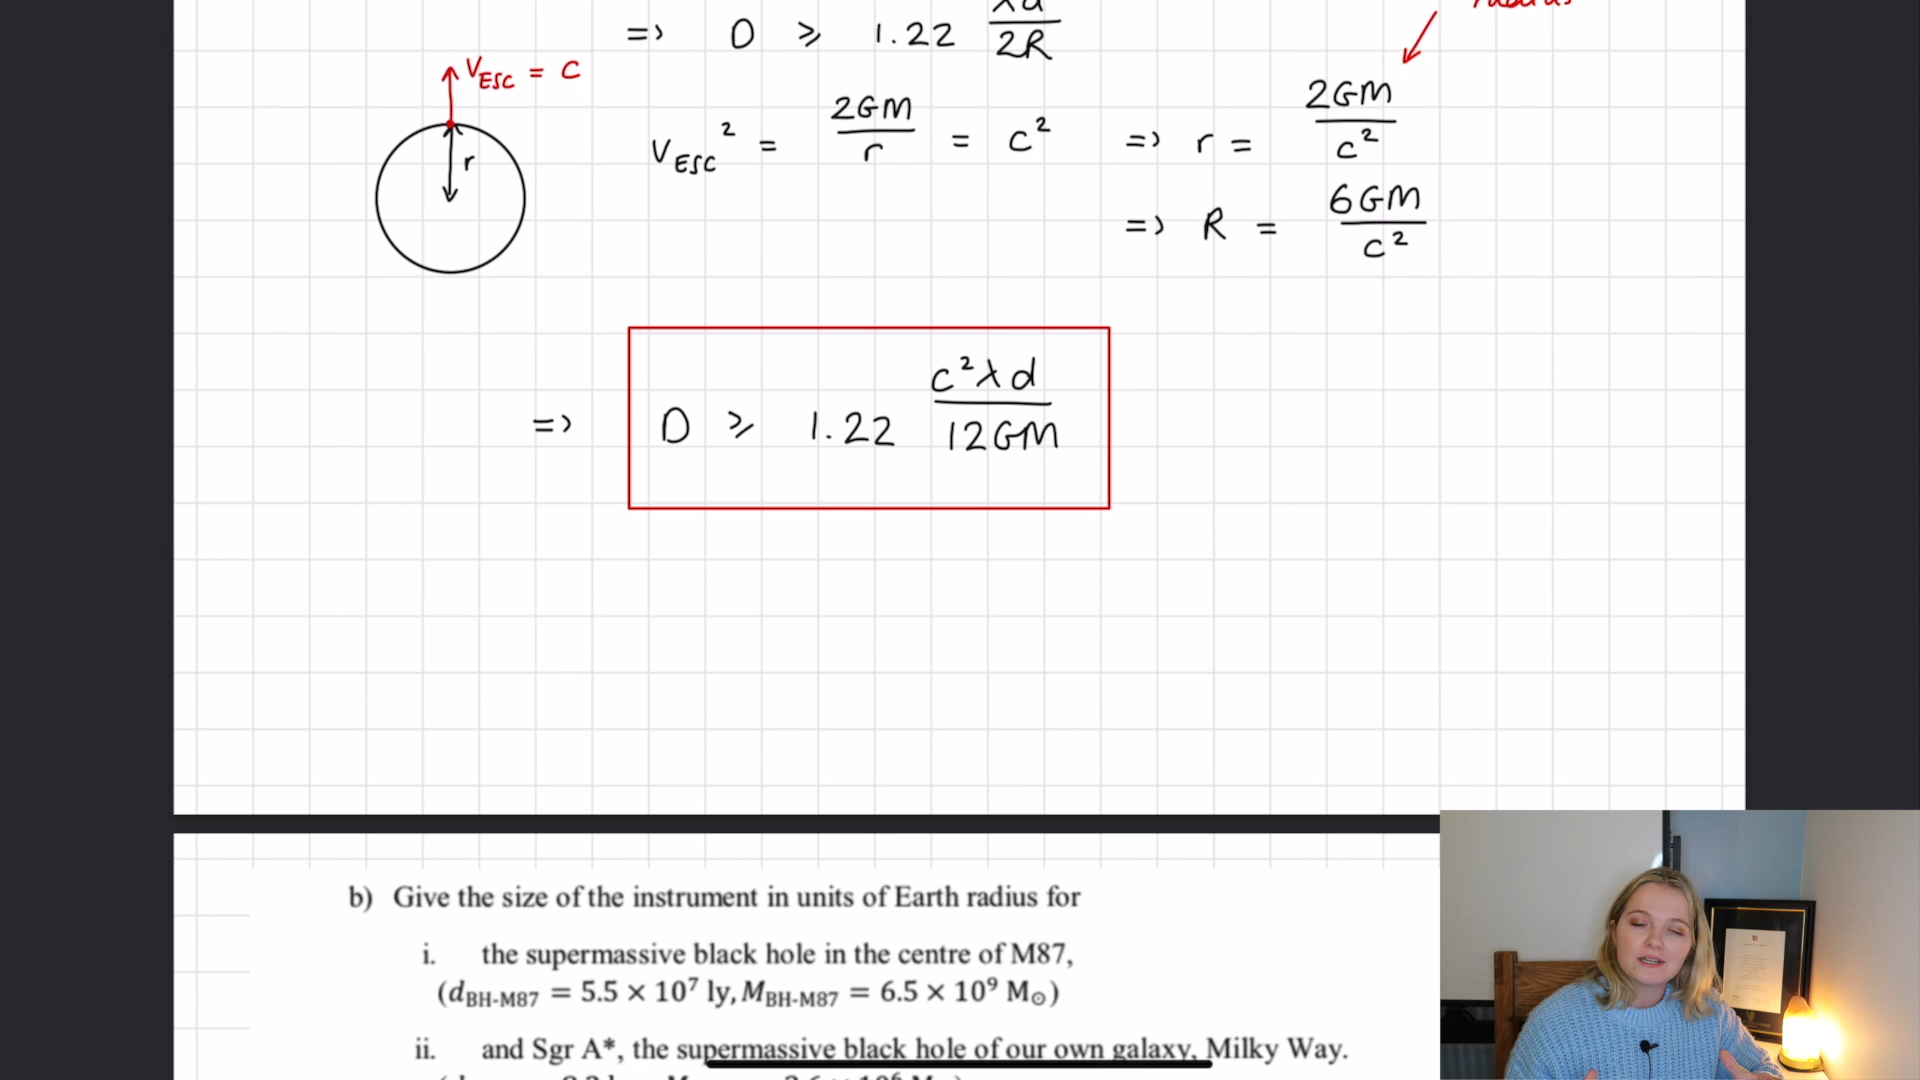 => D ⩾ 1.22 λd / 2R
radius
V_ESC = C
V_ESC² = 2GM / r = c² => r = 2GM / c²
r
=> R = 6GM / c²
=> D ⩾ 1.22 c²λd / 12GM
b) Give the size of the instrument in units of Earth radius for
i. the supermassive black hole in the centre of M87,
(d_BH-M87 = 5.5 × 10⁷ ly, M_BH-M87 = 6.5 × 10⁹ M⊙)
ii. and Sgr A*, the supermassive black hole of our own galaxy, Milky Way.